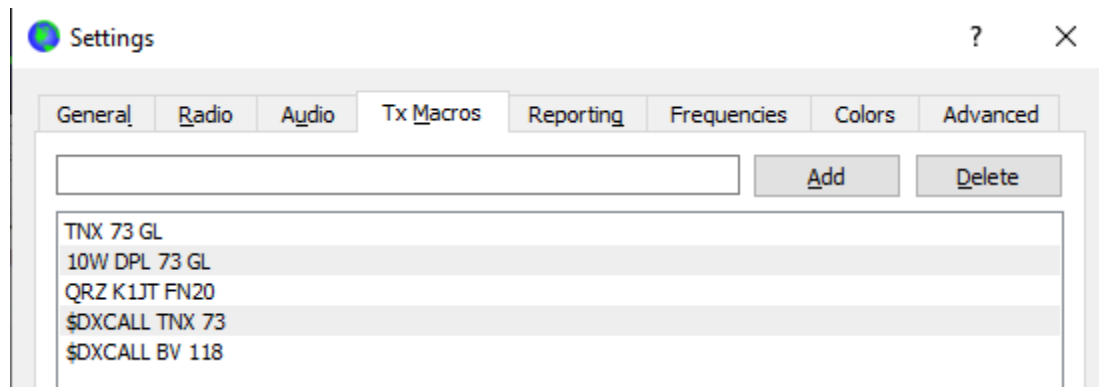 Settings ? ✕
General Radio Audio Tx Macros Reporting Frequencies Colors Advanced
Add Delete
TNX 73 GL
10W DPL 73 GL
QRZ K1JT FN20
$DXCALL TNX 73
$DXCALL BV 118